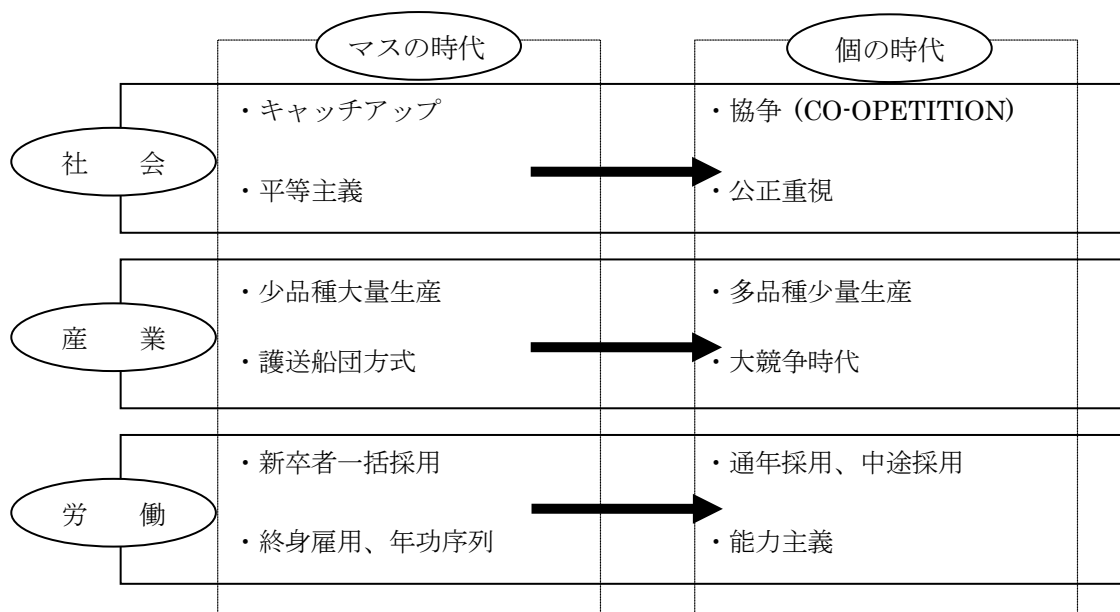 マスの時代
個の時代
社 会
・キャッチアップ
・協争 (CO-OPETITION)
・平等主義
・公正重視
産 業
・少品種大量生産
・多品種少量生産
・護送船団方式
・大競争時代
労 働
・新卒者一括採用
・通年採用、中途採用
・終身雇用、年功序列
・能力主義